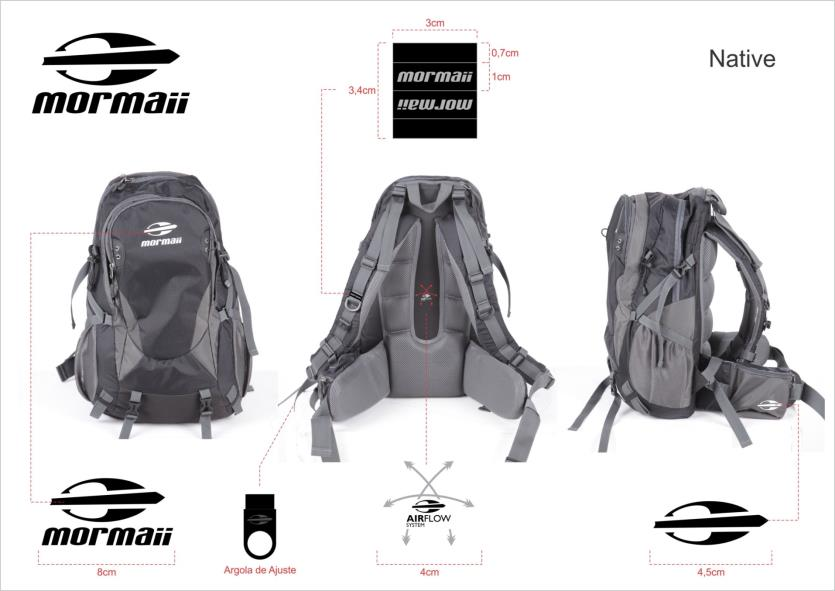 mormaii
3cm
0,7cm
1cm
3,4cm
mormaii
mormaii
Native
mormaii
mormaii
8cm
Argola de Ajuste
AIRFLOW
SYSTEM
4cm
4,5cm